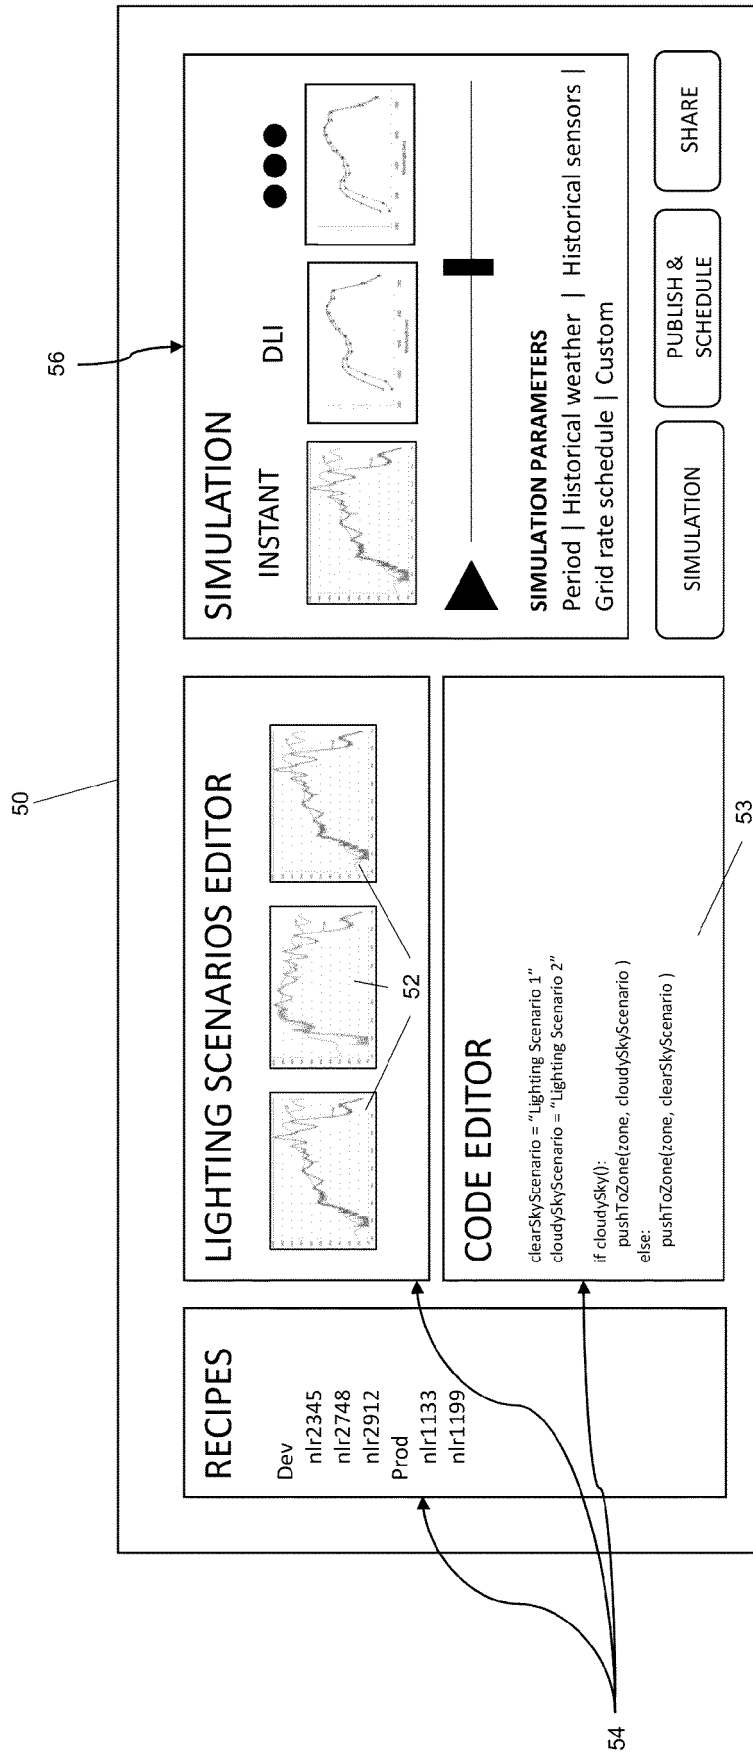 50
56
RECIPES
Dev
nlr2345
nlr2748
nlr2912
Prod
nlr1133
nlr1199
LIGHTING SCENARIOS EDITOR
52
CODE EDITOR
clearSkyScenario = “Lighting Scenario 1”
cloudySkyScenario = “Lighting Scenario 2”
if cloudySky():
pushToZone(zone, cloudySkyScenario )
else:
pushToZone(zone, clearSkyScenario )
53
SIMULATION
INSTANT
DLI
SIMULATION PARAMETERS
Period | Historical weather | Historical sensors |
Grid rate schedule | Custom
SIMULATION
PUBLISH &
SCHEDULE
SHARE
54